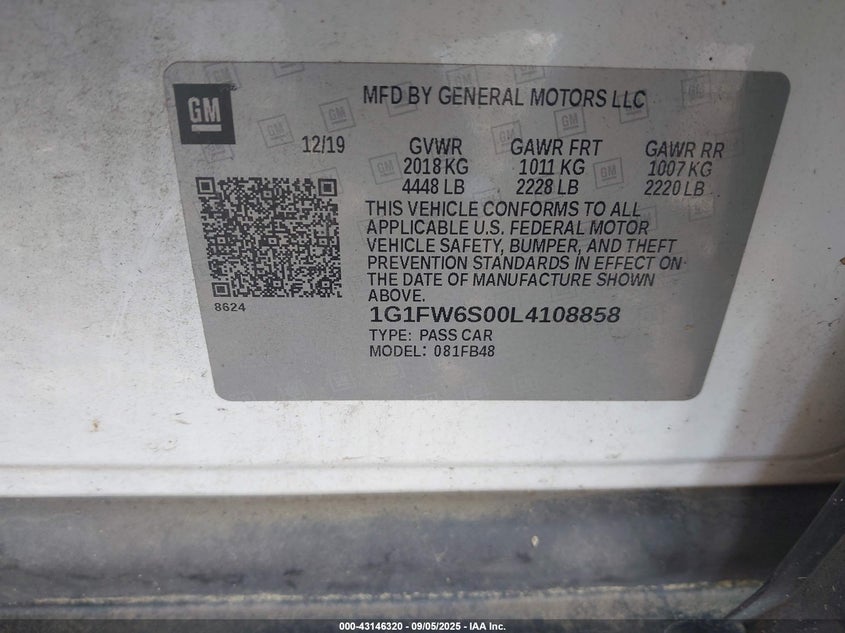 GM
MFD BY GENERAL MOTORS LLC
12/19 GVWR GAWR FRT GAWR RR
2018 KG 1011 KG 1007 KG
4448 LB 2228 LB 2220 LB
THIS VEHICLE CONFORMS TO ALL
APPLICABLE U.S. FEDERAL MOTOR
VEHICLE SAFETY, BUMPER, AND THEFT
PREVENTION STANDARDS IN EFFECT ON
THE DATE OF MANUFACTURE SHOWN
ABOVE.
8624
1G1FW6S00L4108858
TYPE: PASS CAR
MODEL: 081FB48
000-43146320 - 09/05/2025 - IAA Inc.